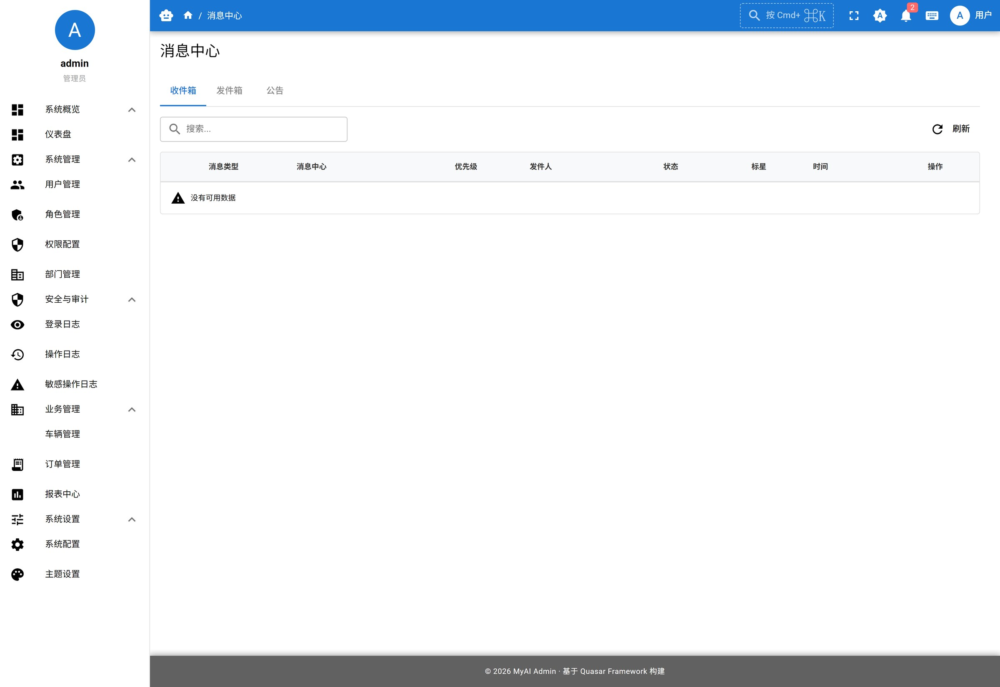 A
admin
管理员
系统概览
仪表盘
系统管理
用户管理
角色管理
权限配置
部门管理
安全与审计
登录日志
操作日志
敏感操作日志
业务管理
车辆管理
订单管理
报表中心
系统设置
系统配置
主题设置
/ 消息中心
按 Cmd+ ⌘K
A
2
A 用户
消息中心
收件箱 发件箱 公告
搜索...
刷新
消息类型 消息中心 优先级 发件人 状态 标星 时间 操作
没有可用数据
© 2026 MyAI Admin · 基于 Quasar Framework 构建